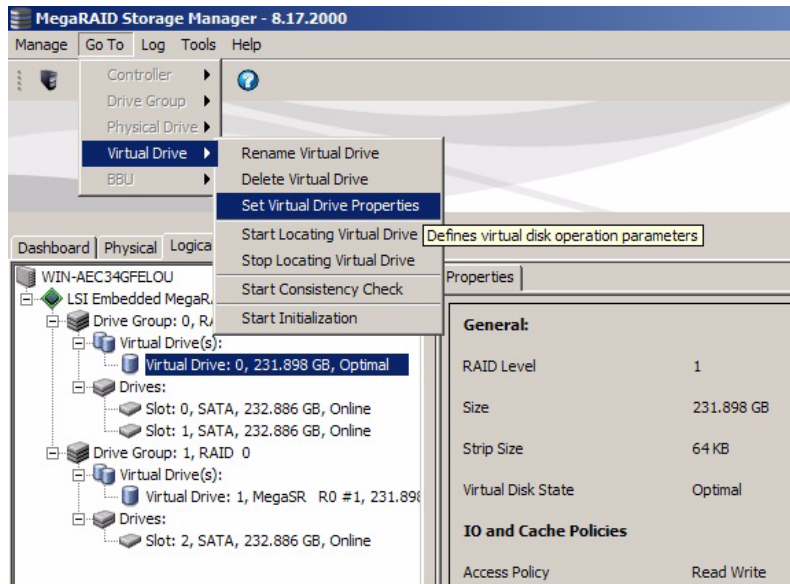 MegaRAID Storage Manager - 8.17.2000
Manage Go To Log Tools Help
Controller
Drive Group
Physical Drive
Virtual Drive
BBU
Rename Virtual Drive
Delete Virtual Drive
Set Virtual Drive Properties
Start Locating Virtual Drive
Defines virtual disk operation parameters
Stop Locating Virtual Drive
Start Consistency Check
Start Initialization
Dashboard Physical Logica
Properties
WIN-AEC34GFELOU
LSI Embedded MegaRA
Drive Group: 0, RA
Virtual Drive(s):
Virtual Drive: 0, 231.898 GB, Optimal
Drives:
Slot: 0, SATA, 232.886 GB, Online
Slot: 1, SATA, 232.886 GB, Online
Drive Group: 1, RAID 0
Virtual Drive(s):
Virtual Drive: 1, MegaSR R0 #1, 231.898
Drives:
Slot: 2, SATA, 232.886 GB, Online
General:
RAID Level 1
Size 231.898 GB
Strip Size 64 KB
Virtual Disk State Optimal
IO and Cache Policies
Access Policy Read Write